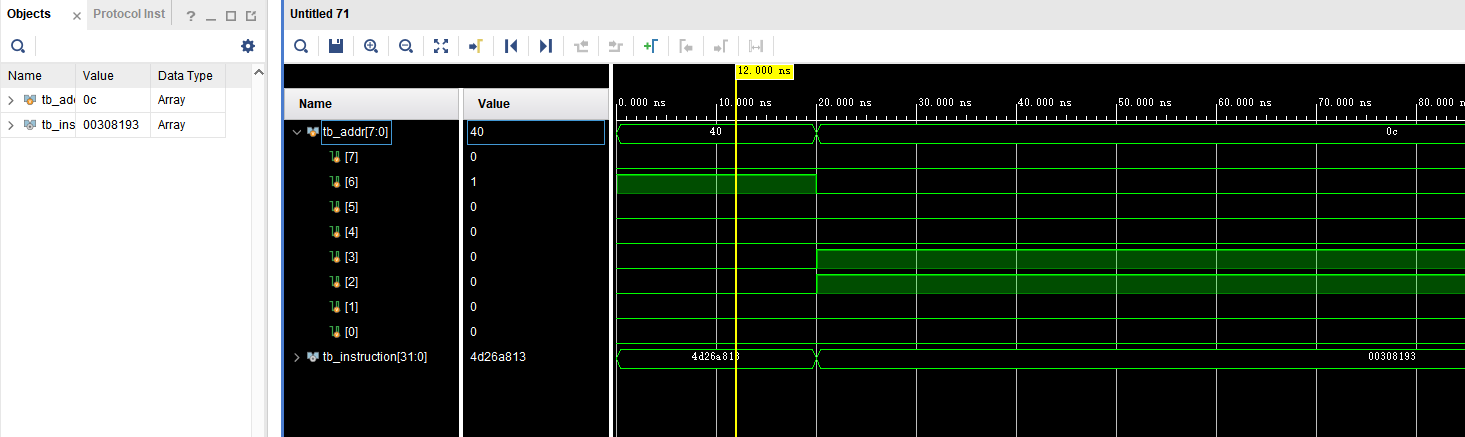 Objects × Protocol Inst ? Untitled 71
Name Value Data Type
tb_ad 0c Array
tb_ins 00308193 Array
12.000 ns
Name Value
0.000 ns 10.000 ns 20.000 ns 30.000 ns 40.000 ns 50.000 ns 60.000 ns 70.000 ns 80.000
tb_addr[7:0] 40 40 0c
[7] 0
[6] 1
[5] 0
[4] 0
[3] 0
[2] 0
[1] 0
[0] 0
tb_instruction[31:0] 4d26a813 4d26a813 00308193